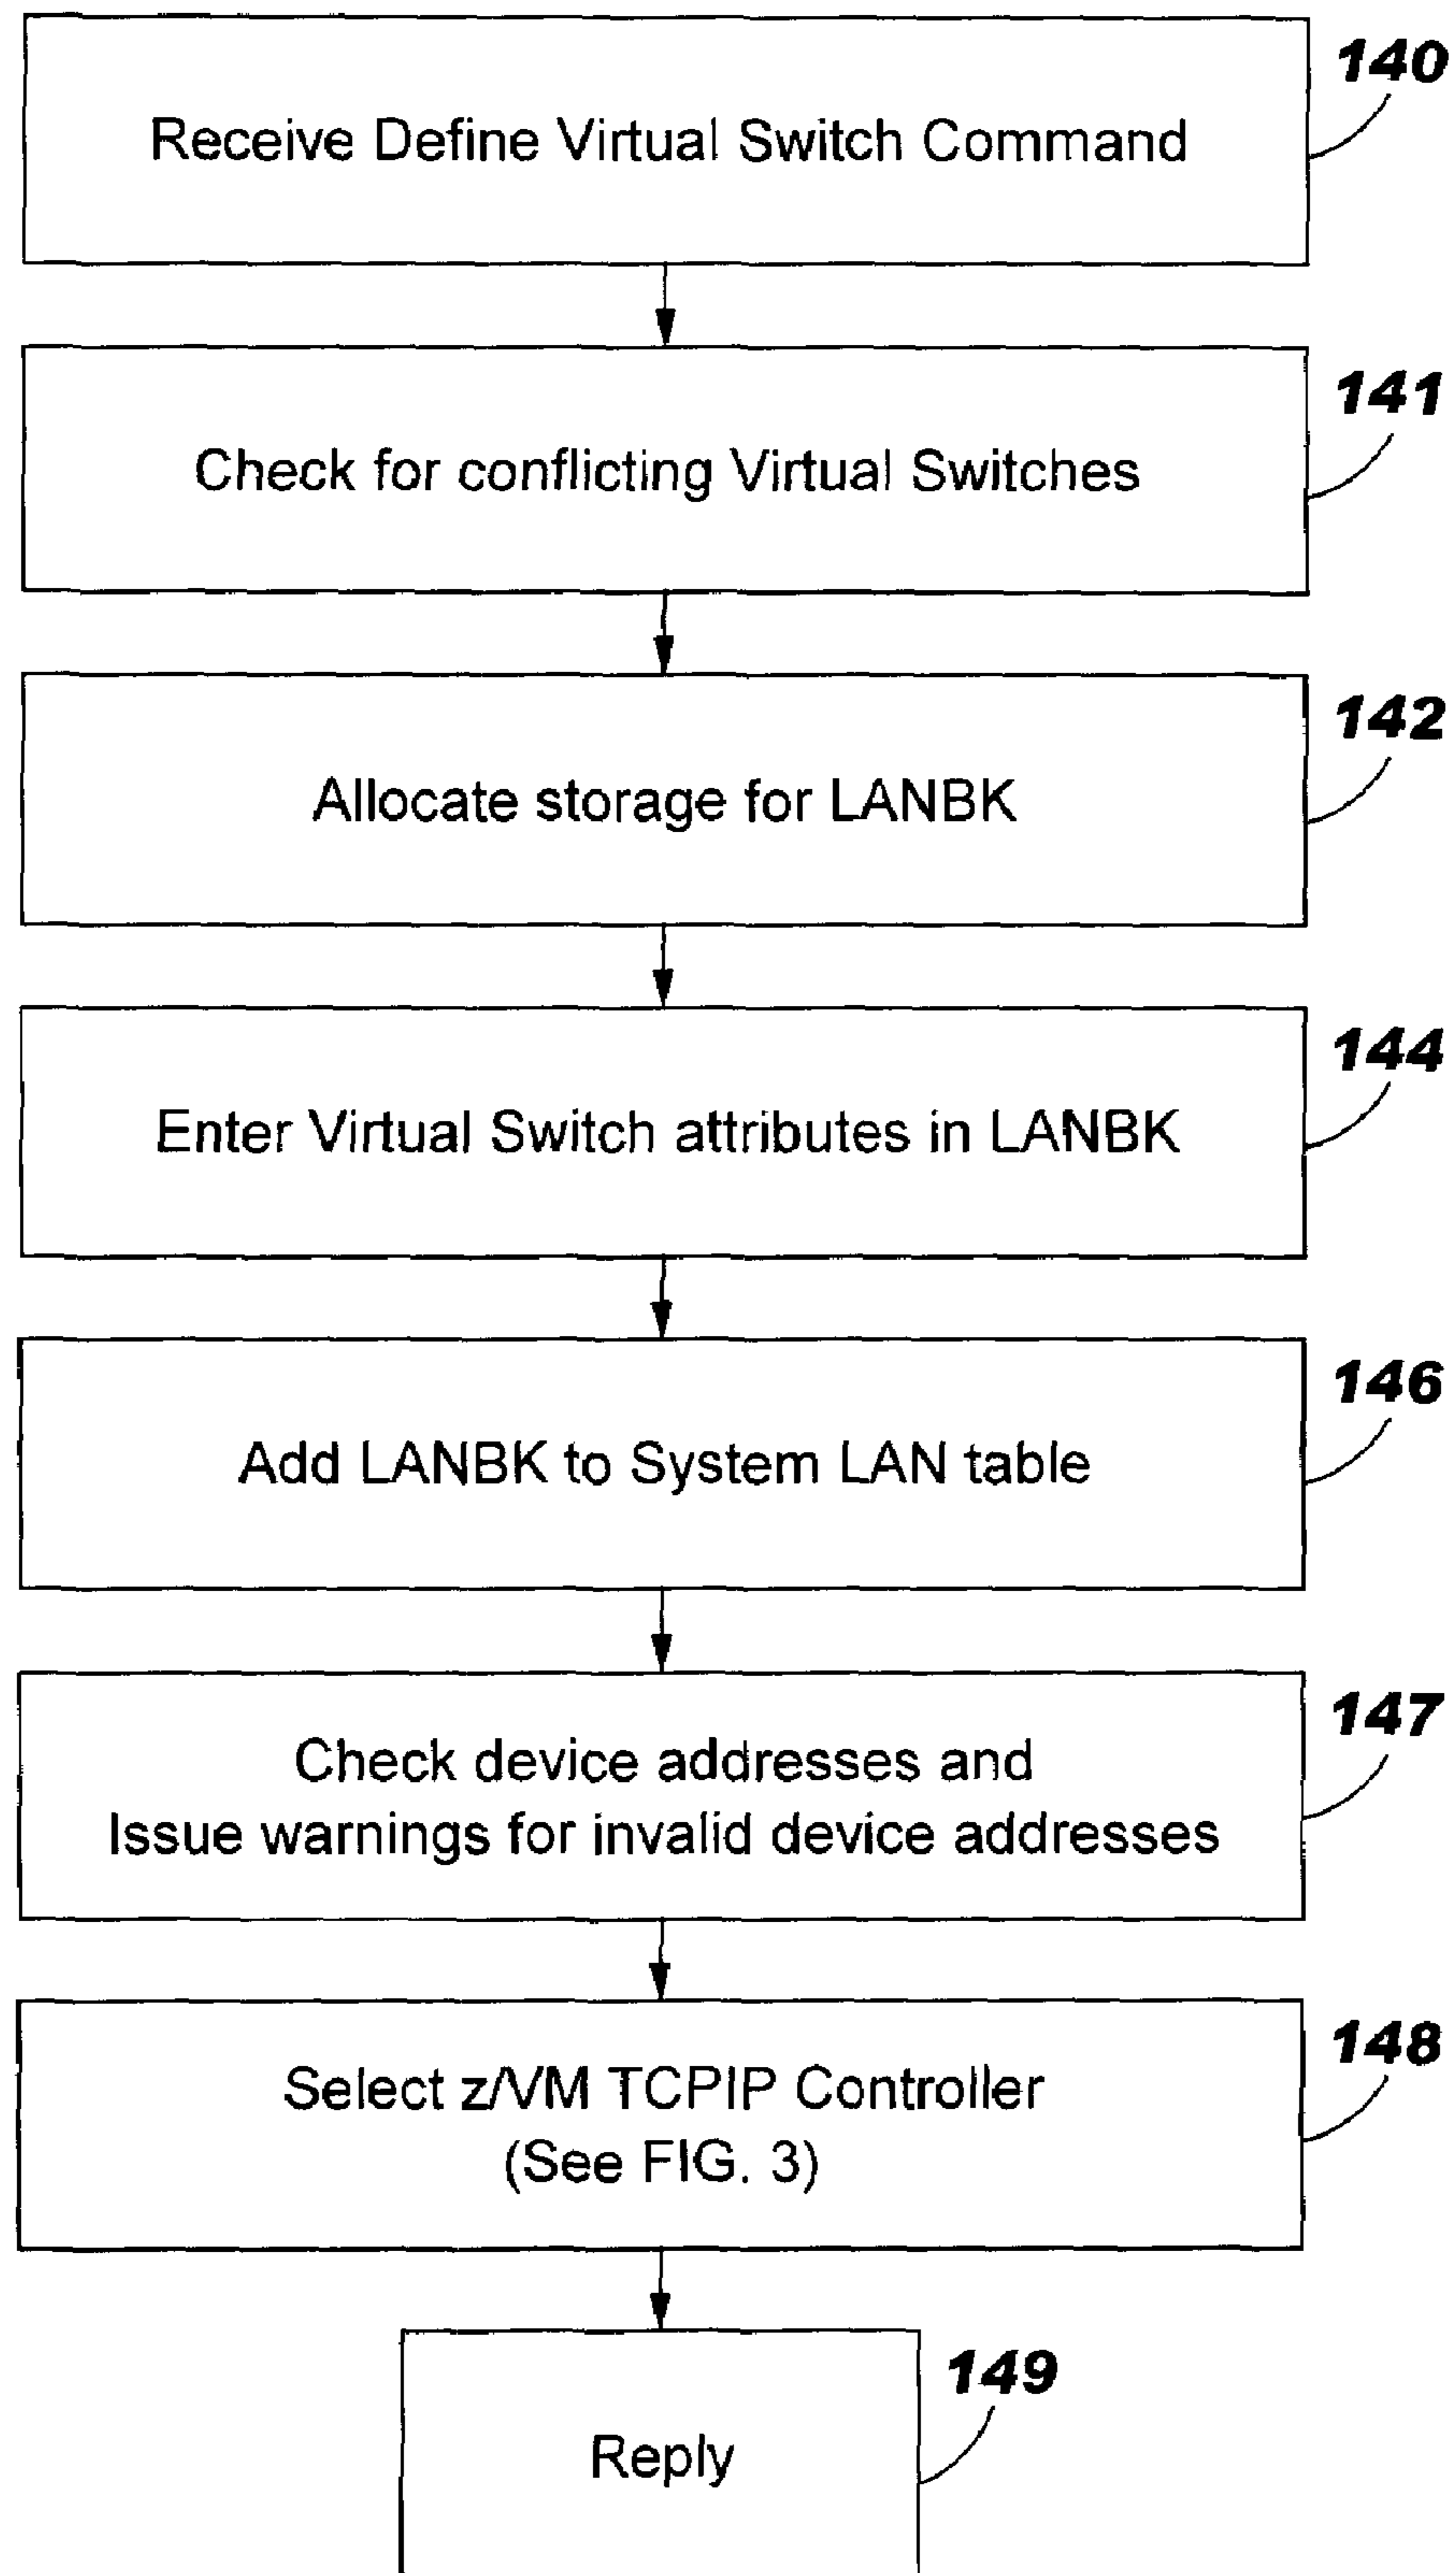 140
Receive Define Virtual Switch Command
141
Check for conflicting Virtual Switches
142
Allocate storage for LANBK
144
Enter Virtual Switch attributes in LANBK
146
Add LANBK to System LAN table
147
Check device addresses and
Issue warnings for invalid device addresses
148
Select z/VM TCPIP Controller
(See FIG. 3)
149
Reply